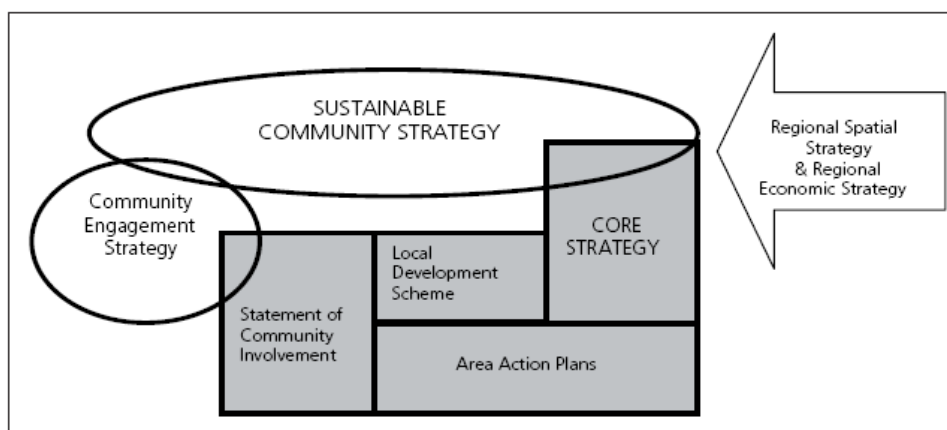 SUSTAINABLE
COMMUNITY STRATEGY
Regional Spatial
Strategy
& Regional
Economic Strategy
Community
Engagement
Strategy
CORE
STRATEGY
Local
Development
Scheme
Statement of
Community
Involvement
Area Action Plans